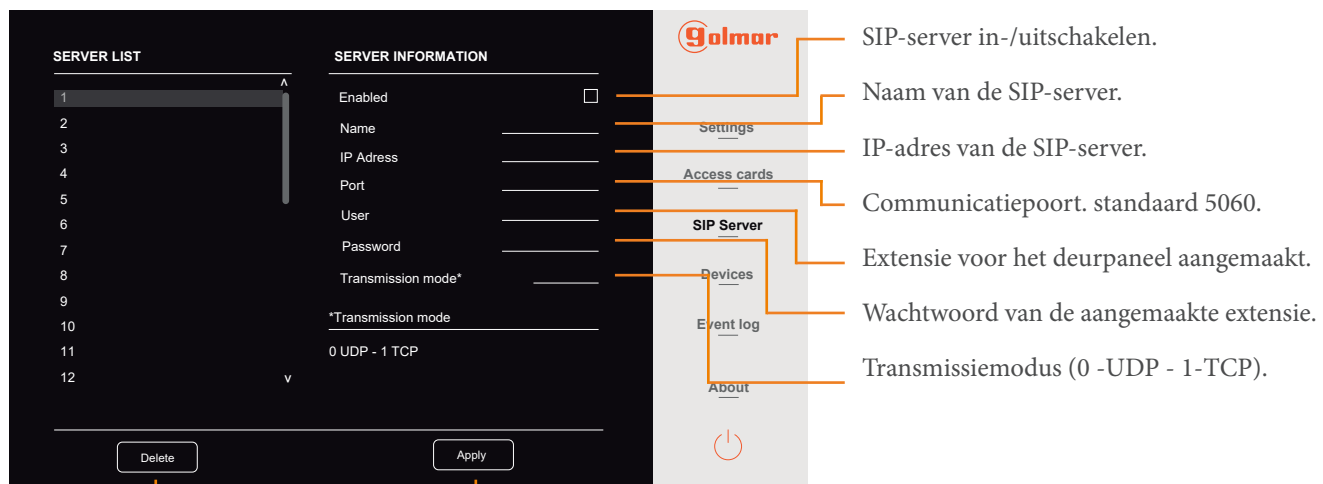 SERVER LIST
1
2
3
4
5
6
7
8
9
10
11
12
Delete
SERVER INFORMATION
Enabled
Name
IP Adress
Port
User
Password
Transmission mode*
*Transmission mode
0 UDP - 1 TCP
Apply
golmar
Settings
Access cards
SIP Server
Devices
Event log
About
SIP-server in-/uitschakelen.
Naam van de SIP-server.
IP-adres van de SIP-server.
Communicatiepoort. standaard 5060.
Extensie voor het deurpaneel aangemaakt.
Wachtwoord van de aangemaakte extensie.
Transmissiemodus (0 -UDP - 1-TCP).